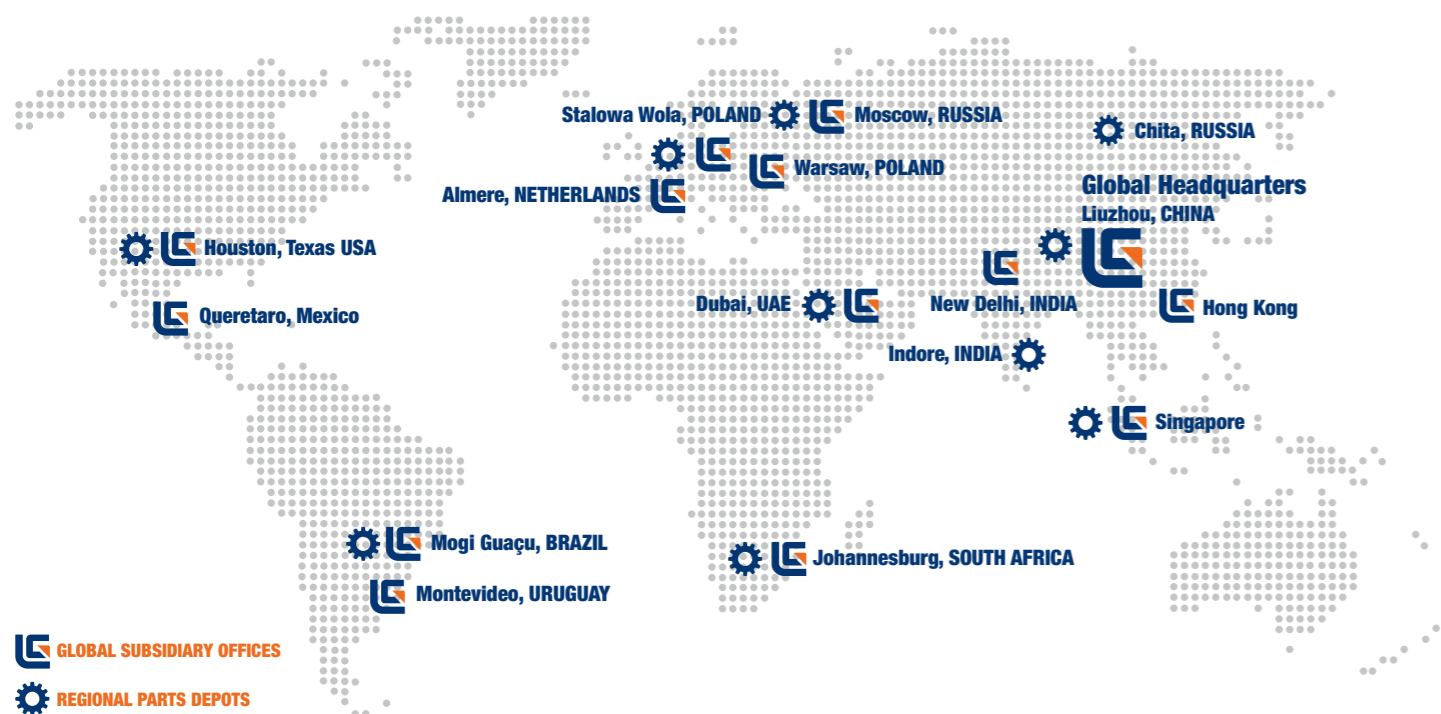 Stalowa Wola, POLAND
Moscow, RUSSIA
Chita, RUSSIA
Warsaw, POLAND
Almere, NETHERLANDS
Global Headquarters
Liuzhou, CHINA
Houston, Texas USA
Queretaro, Mexico
Dubai, UAE
New Delhi, INDIA
Hong Kong
Indore, INDIA
Singapore
Mogi Guaçu, BRAZIL
Johannesburg, SOUTH AFRICA
Montevideo, URUGUAY
GLOBAL SUBSIDIARY OFFICES
REGIONAL PARTS DEPOTS